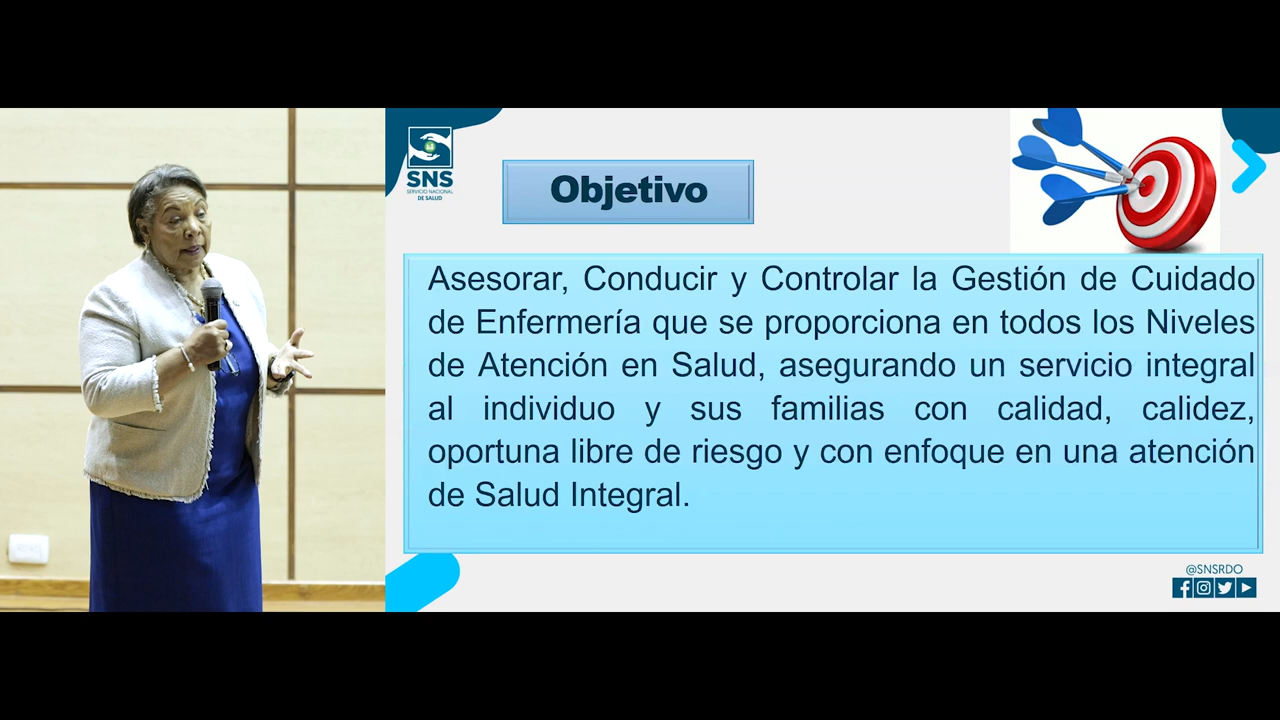 SNS
SERVICIO NACIONAL
DE SALUD
Objetivo
Asesorar, Conducir y Controlar la Gestión de Cuidado
de Enfermería que se proporciona en todos los Niveles
de Atención en Salud, asegurando un servicio integral
al individuo y sus familias con calidad, calidez,
oportuna libre de riesgo y con enfoque en una atención
de Salud Integral.
@SNSRDO